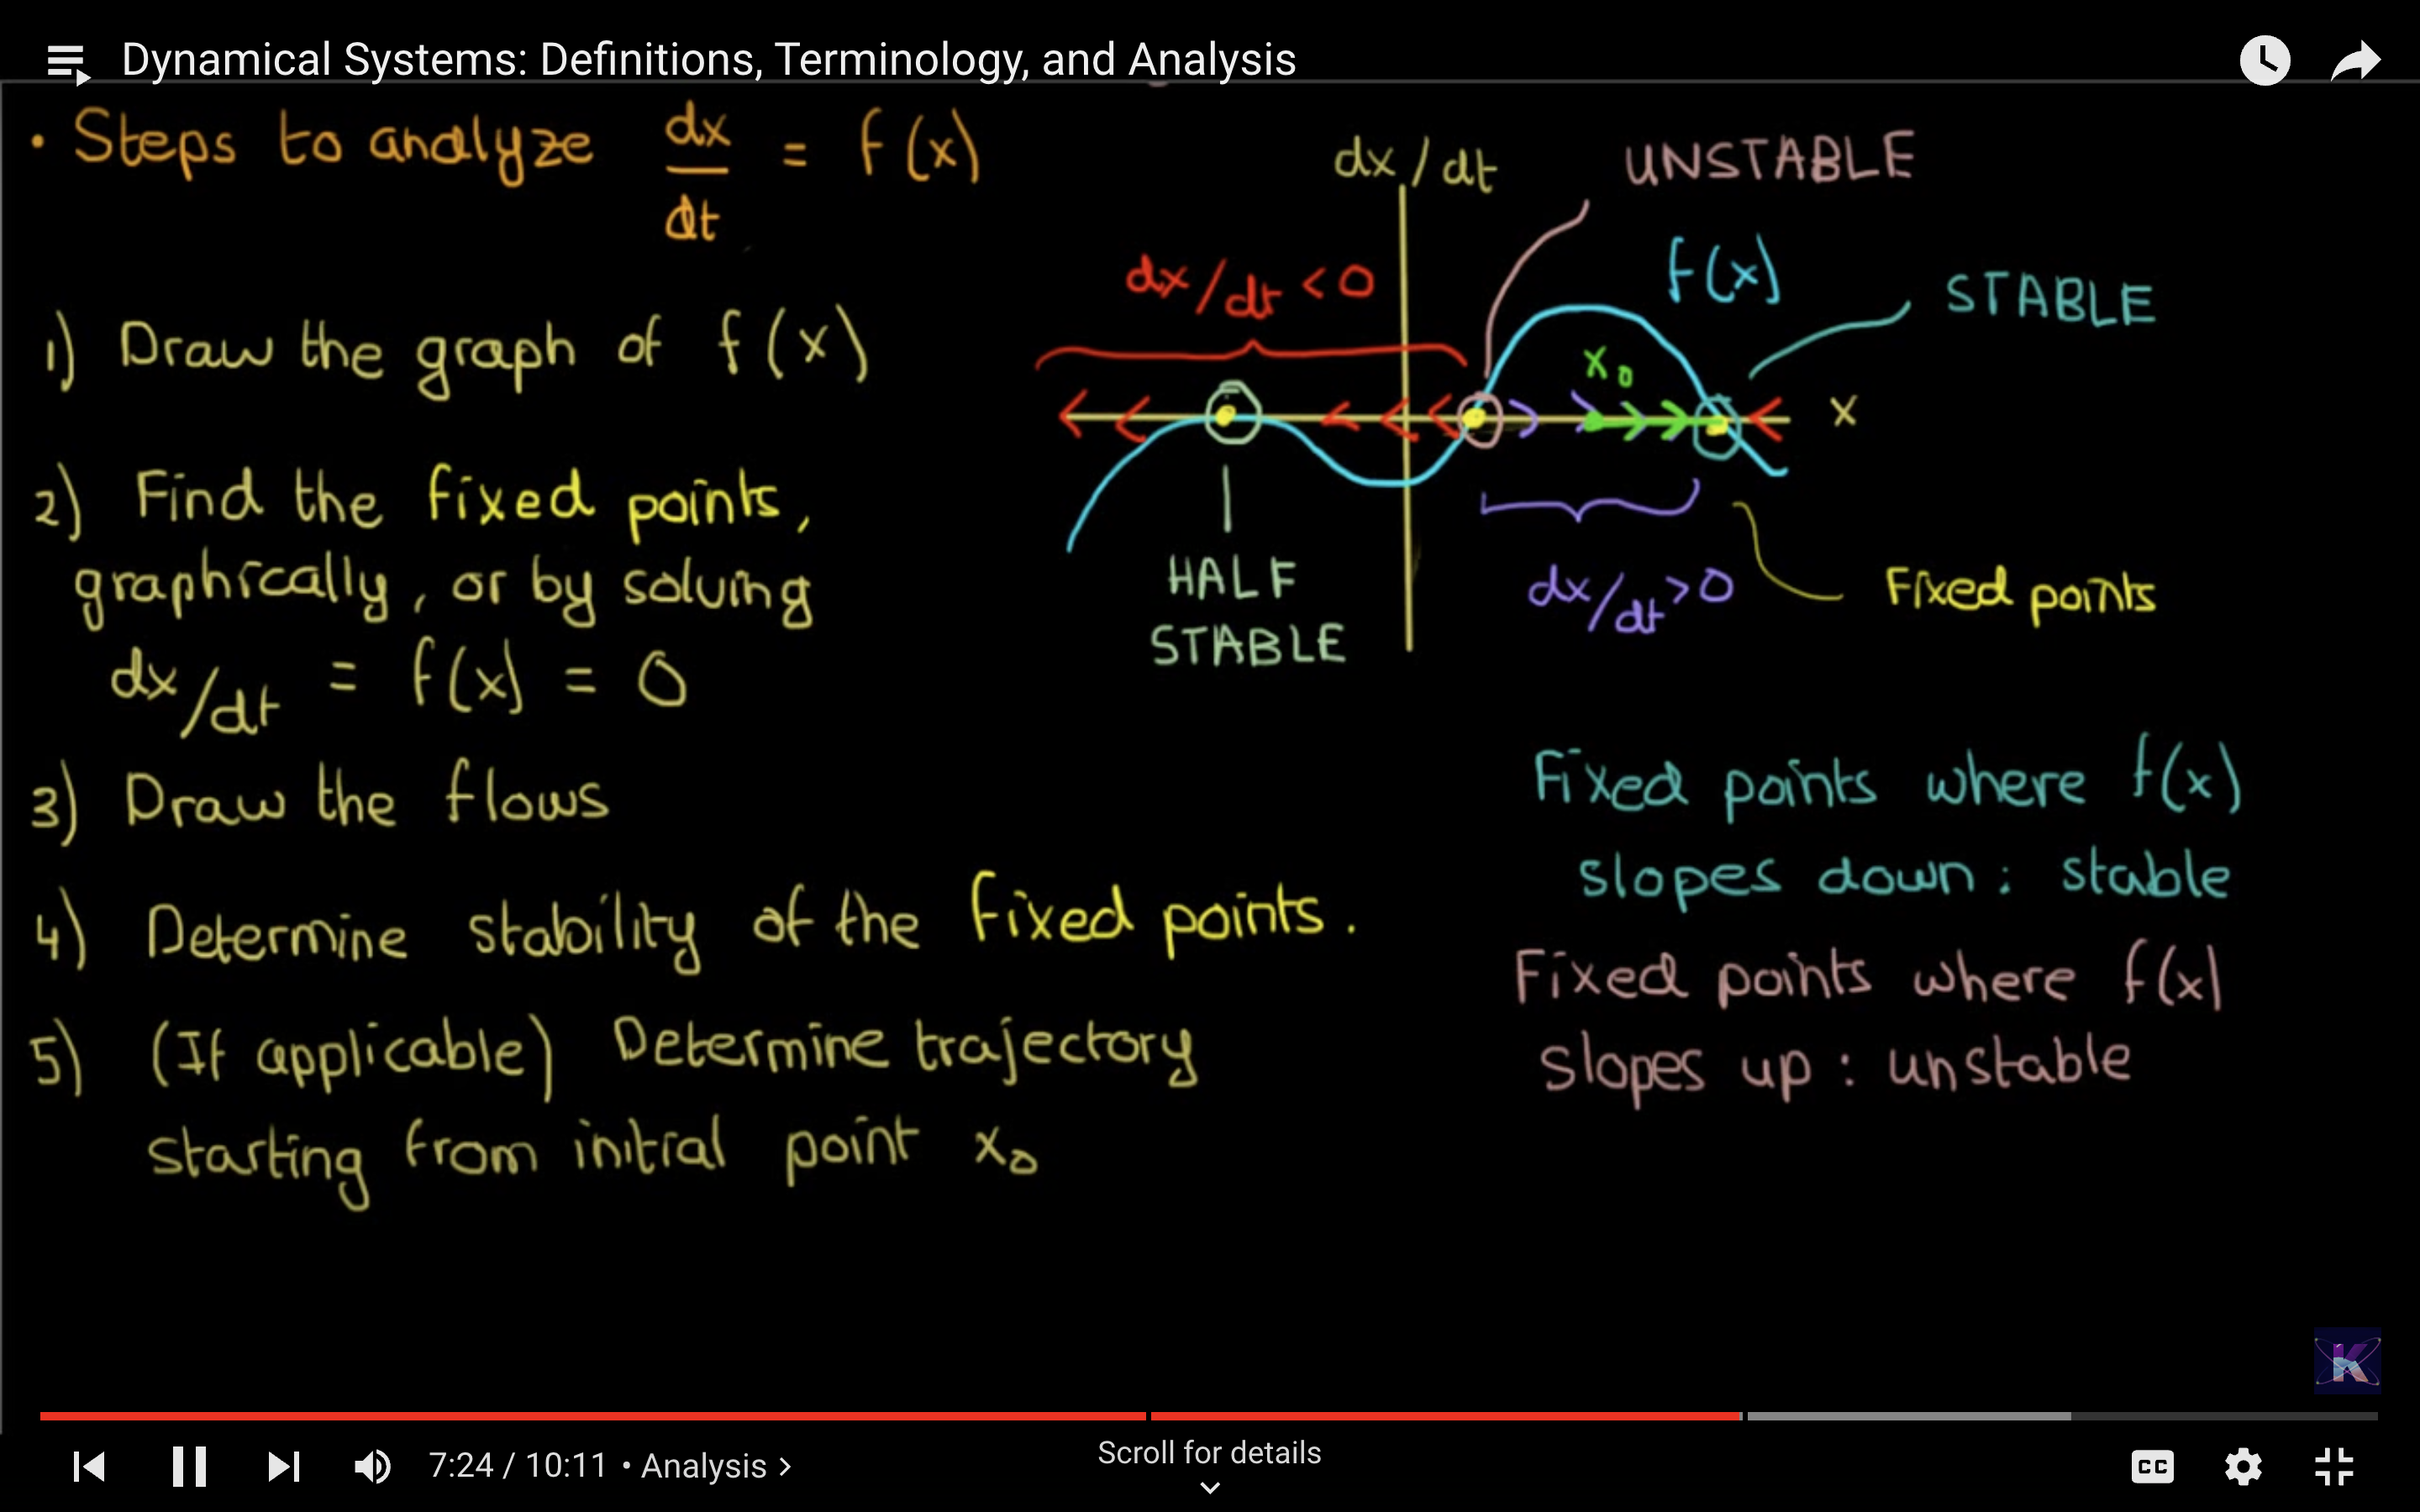 Dynamical Systems: Definitions, Terminology, and Analysis
• Steps to analyze dx/dt = f(x)
1) Draw the graph of f(x)
2) Find the fixed points,
graphically, or by solving
dx/dt = f(x) = 0
3) Draw the flows
4) Determine stability of the fixed points.
5) (If applicable) Determine trajectory
starting from initial point x₀
dx/dt
UNSTABLE
dx/dt < 0
f(x)
STABLE
x₀
x
HALF
STABLE
dx/dt > 0
Fixed points
Fixed points where f(x)
slopes down : stable
Fixed points where f(x)
slopes up : unstable
K
7:24 / 10:11 • Analysis >
Scroll for details
CC